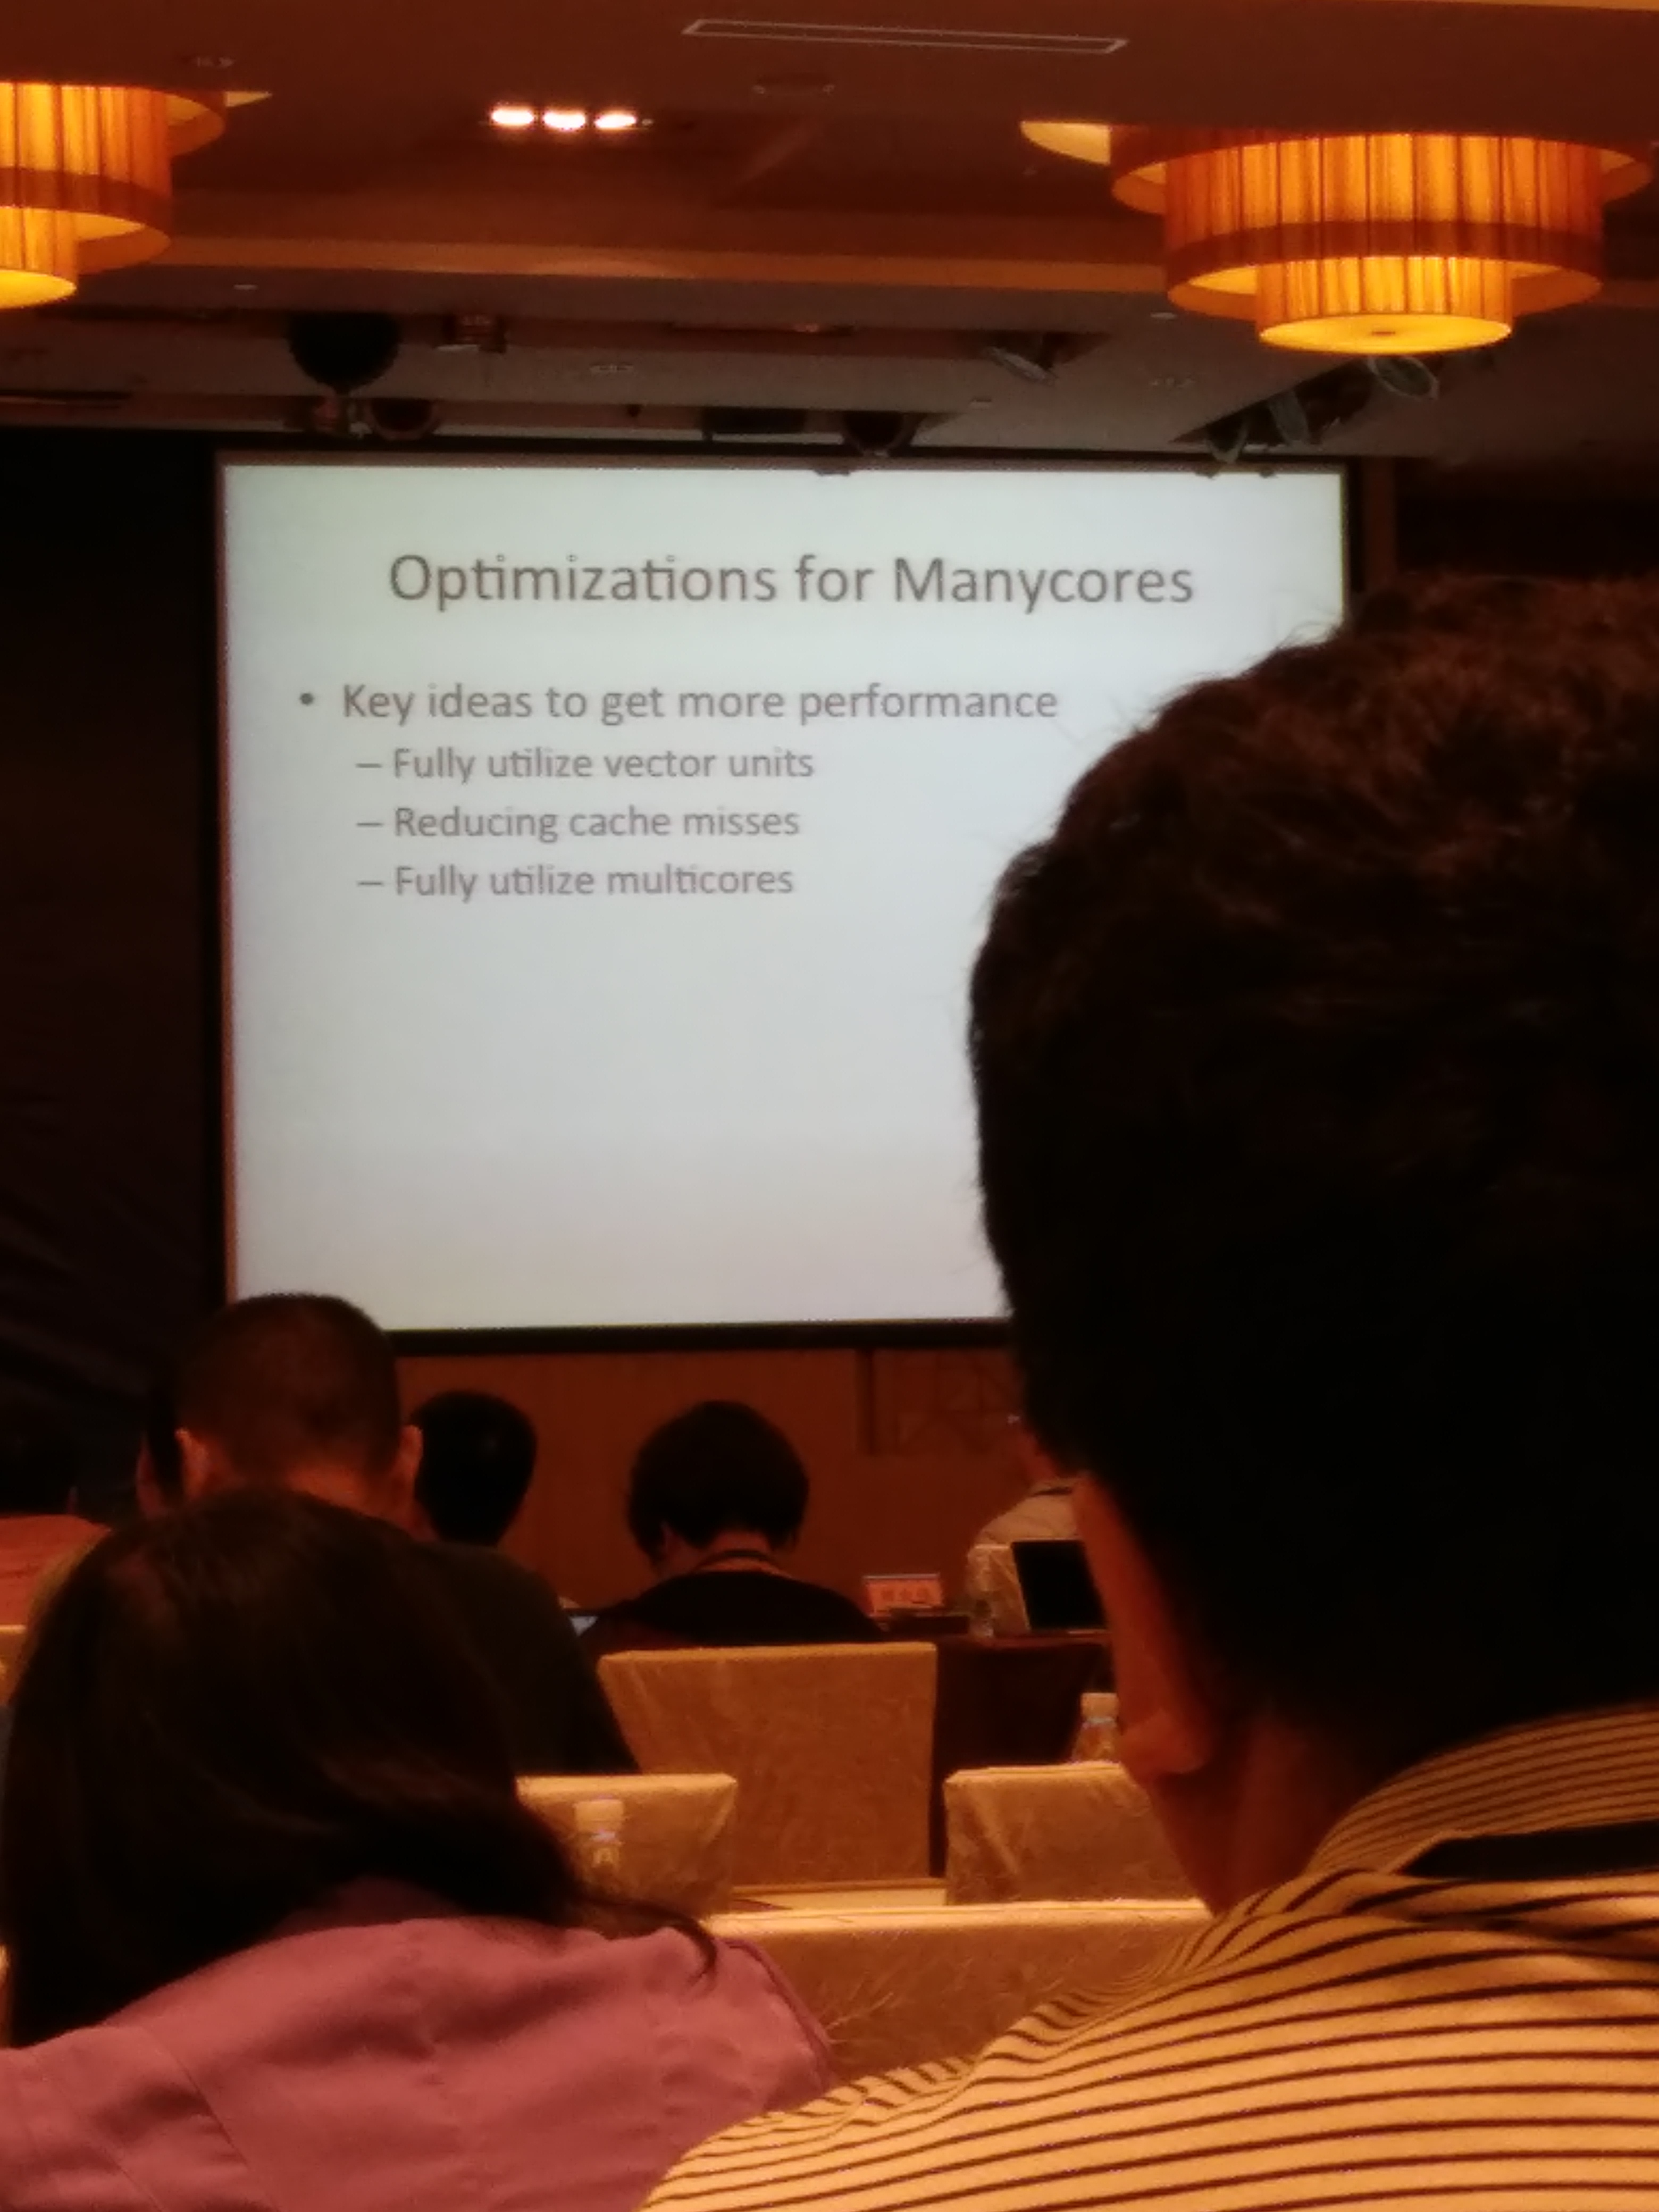 Optimizations for Manycores
• Key ideas to get more performance
– Fully utilize vector units
– Reducing cache misses
– Fully utilize multicores